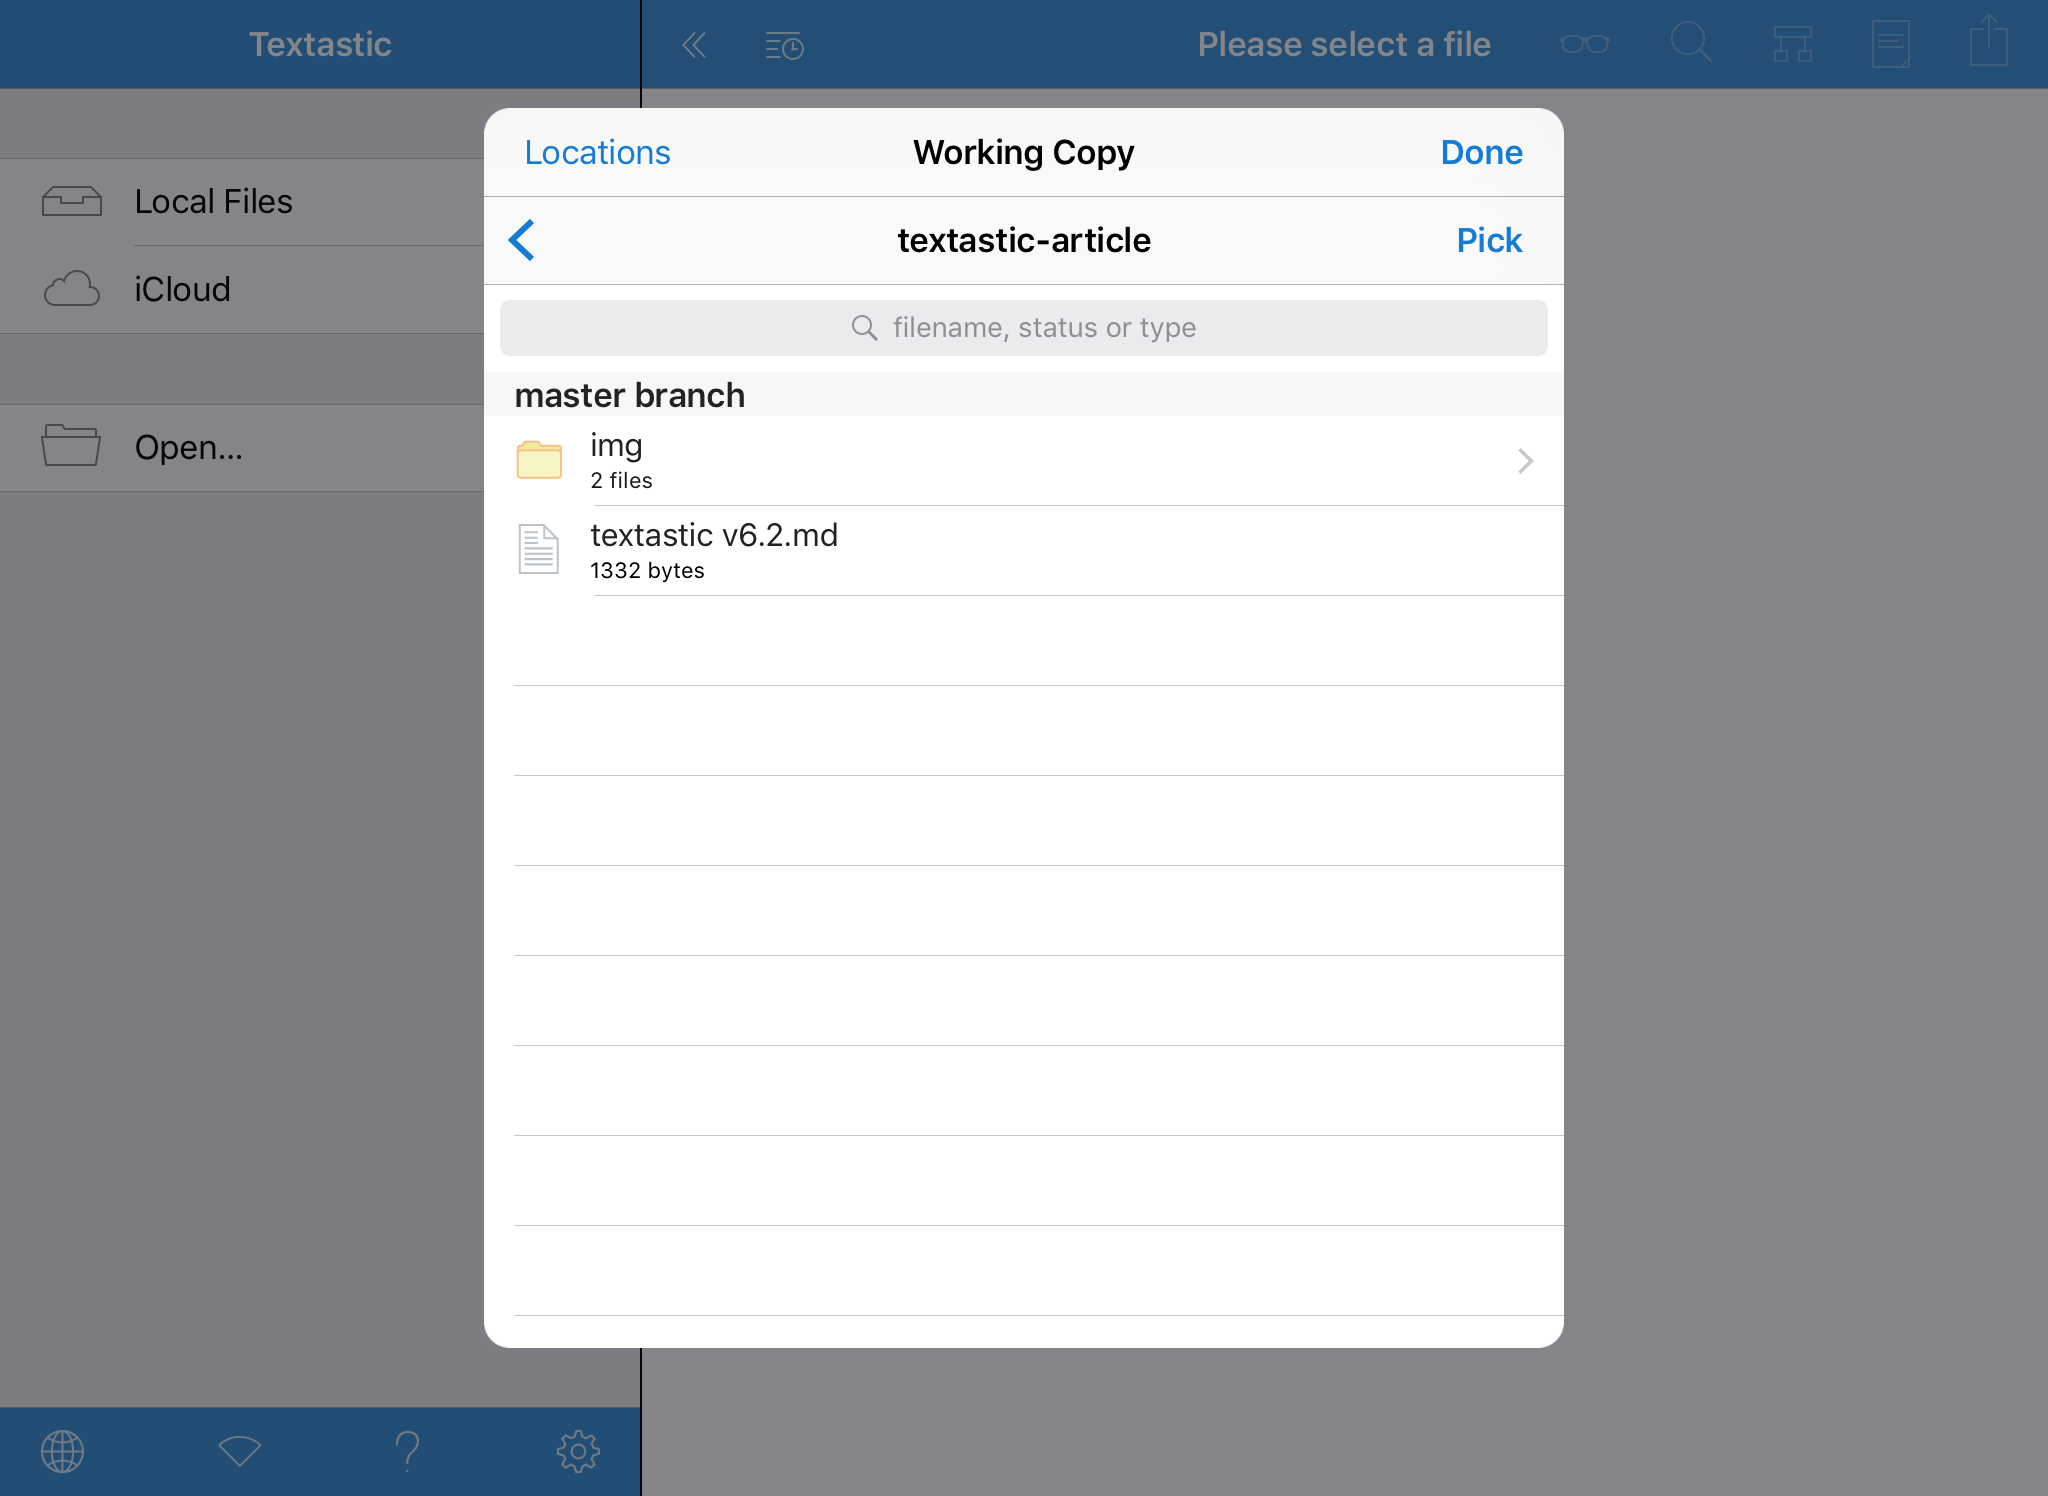 Textastic
Please select a file
Local Files
iCloud
Open...
Locations
Working Copy
Done
textastic-article
Pick
filename, status or type
master branch
img
2 files
textastic v6.2.md
1332 bytes